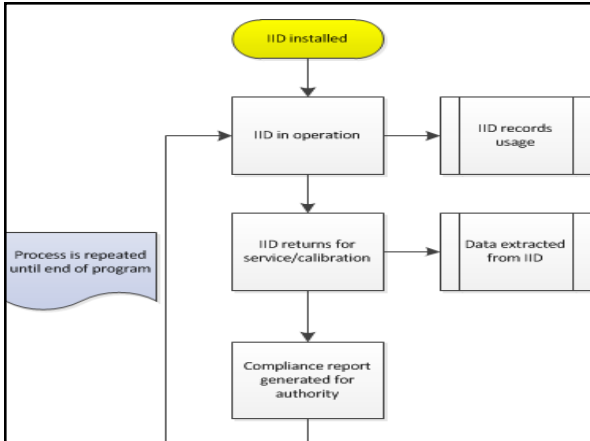 IID installed
IID in operation
IID records
usage
IID returns for
service/calibration
Data extracted
from IID
Process is repeated
until end of program
Compliance report
generated for
authority